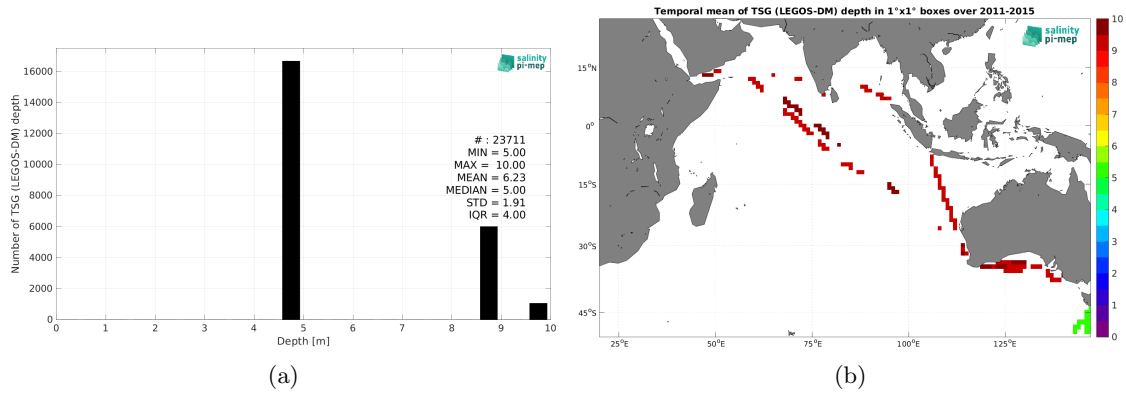 salinity
pi-mep
Number of TSG (LEGOS-DM) depth
16000
14000
12000
10000
8000
6000
4000
2000
0
# : 23711
MIN = 5.00
MAX = 10.00
MEAN = 6.23
MEDIAN = 5.00
STD = 1.91
IQR = 4.00
0 1 2 3 4 5 6 7 8 9 10
Depth [m]
(a)
Temporal mean of TSG (LEGOS-DM) depth in 1°x1° boxes over 2011-2015
salinity
pi-mep
15°N
0°
15°S
30°S
45°S
25°E 50°E 75°E 100°E 125°E
10
9
8
7
6
5
4
3
2
1
0
(b)